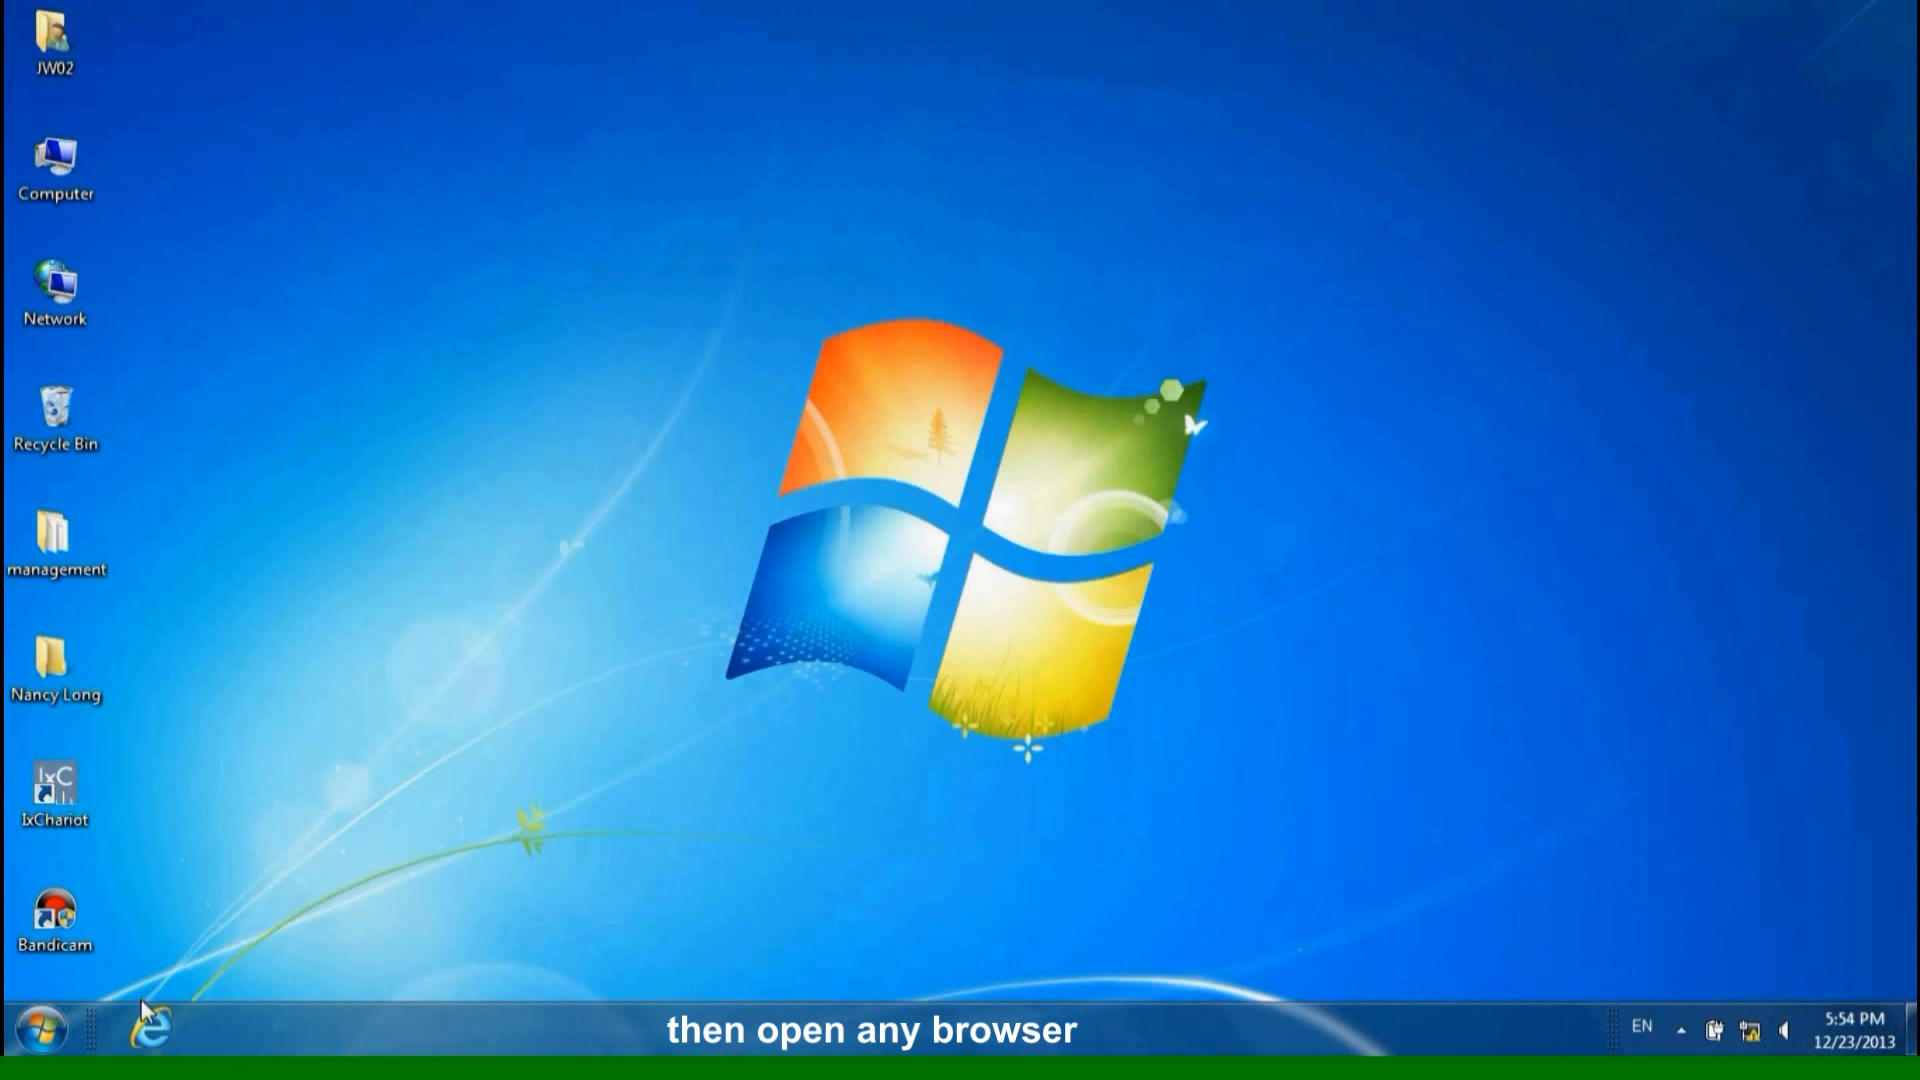 JW02
Computer
Network
Recycle Bin
management
Nancy Long
IxC
IxChariot
Bandicam
then open any browser
EN
5:54 PM
12/23/2013